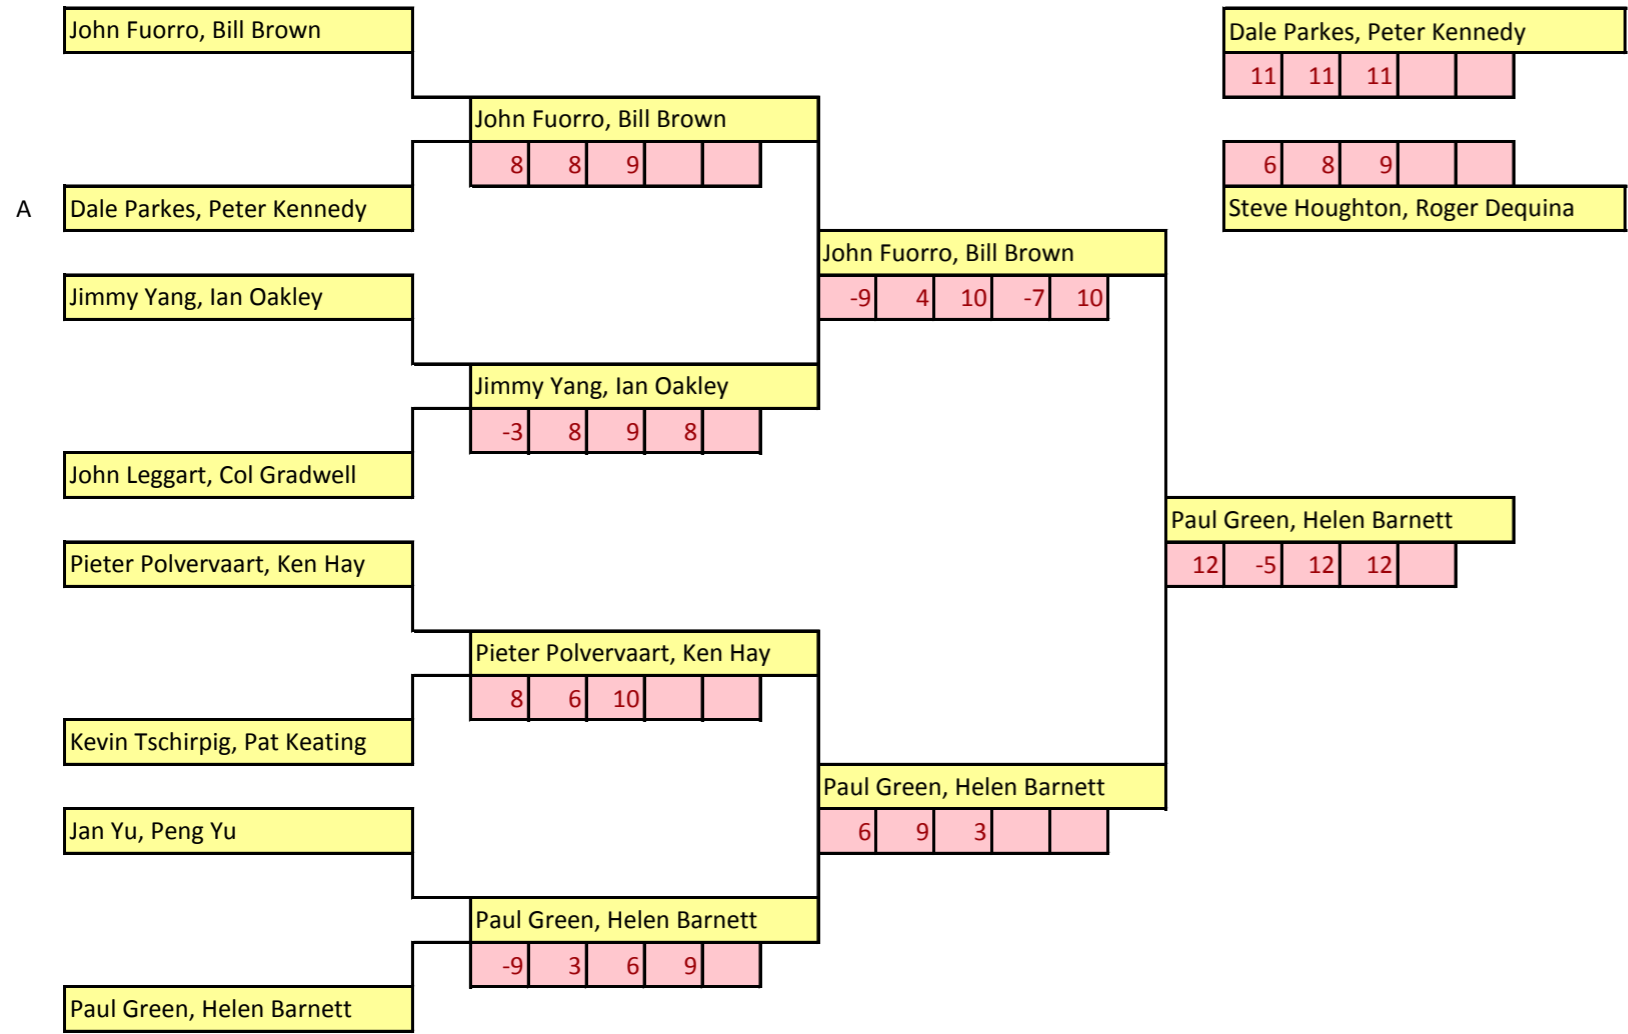 John Fuorro, Bill Brown
Dale Parkes, Peter Kennedy
11 11 11
John Fuorro, Bill Brown
8 8 9
6 8 9
A Dale Parkes, Peter Kennedy
Steve Houghton, Roger Dequina
John Fuorro, Bill Brown
-9 4 10 -7 10
Jimmy Yang, Ian Oakley
Jimmy Yang, Ian Oakley
-3 8 9 8
John Leggart, Col Gradwell
Paul Green, Helen Barnett
12 -5 12 12
Pieter Polvervaart, Ken Hay
Pieter Polvervaart, Ken Hay
8 6 10
Kevin Tschirpig, Pat Keating
Paul Green, Helen Barnett
6 9 3
Jan Yu, Peng Yu
Paul Green, Helen Barnett
-9 3 6 9
Paul Green, Helen Barnett